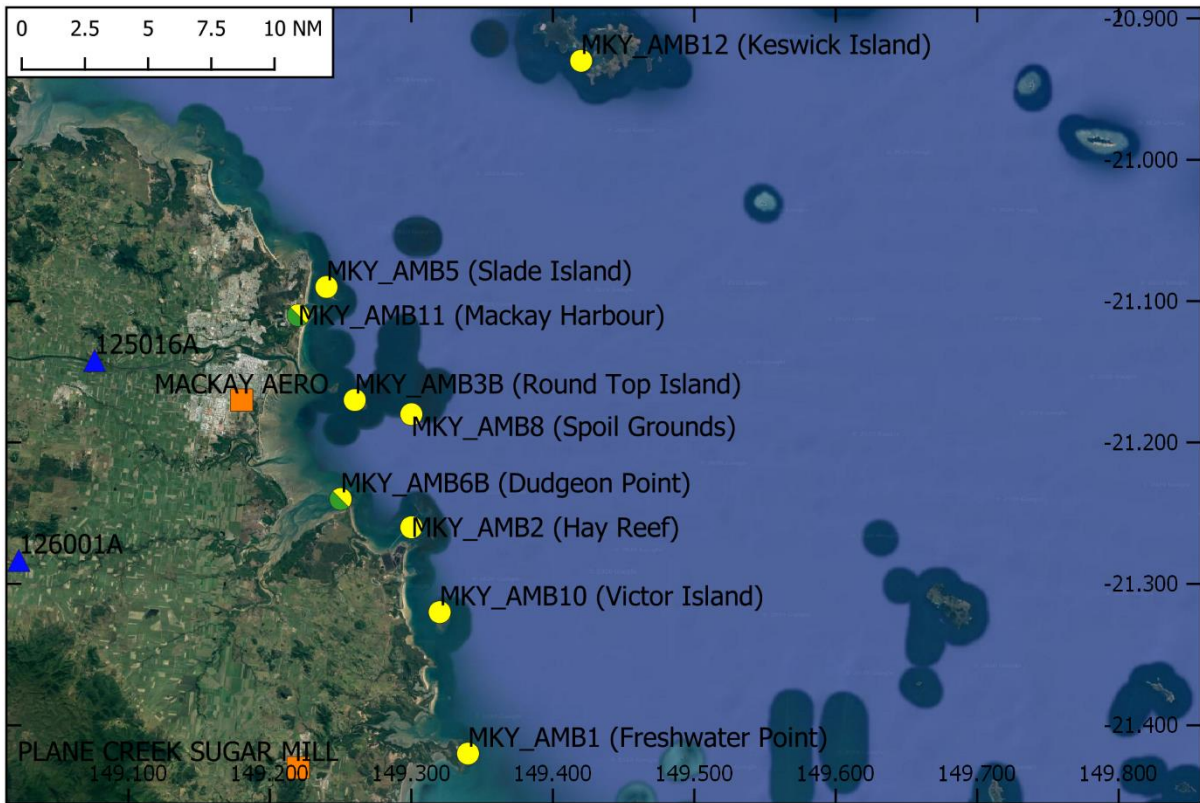 0 2.5 5 7.5 10 NM
MKY_AMB12 (Keswick Island)
-20.900
-21.000
MKY_AMB5 (Slade Island)
-21.100
MKY_AMB11 (Mackay Harbour)
125016A
MACKAY AERO
MKY_AMB3B (Round Top Island)
MKY_AMB8 (Spoil Grounds)
-21.200
MKY_AMB6B (Dudgeon Point)
MKY_AMB2 (Hay Reef)
126001A
-21.300
MKY_AMB10 (Victor Island)
-21.400
MKY_AMB1 (Freshwater Point)
PLANE CREEK SUGAR MILL
149.100 149.200 149.300 149.400 149.500 149.600 149.700 149.800